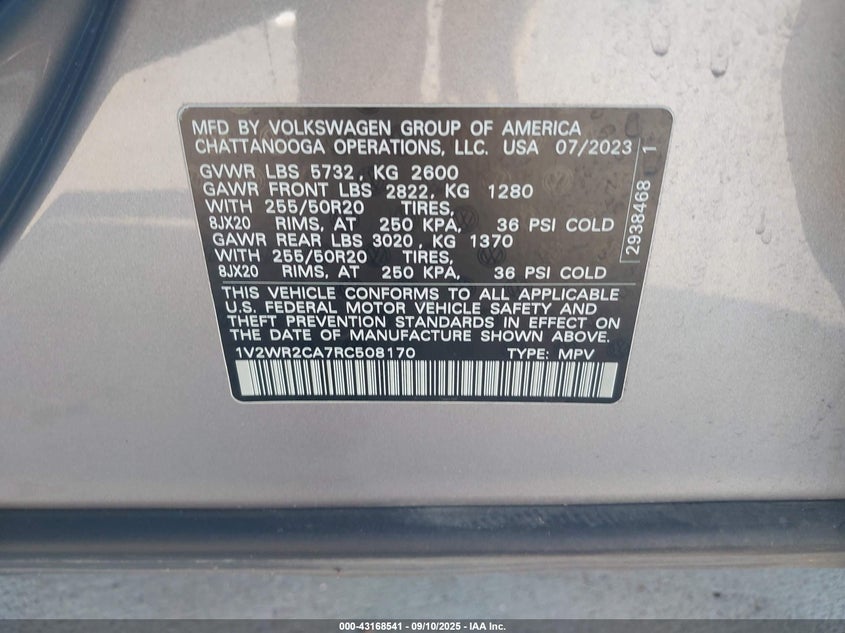 MFD BY VOLKSWAGEN GROUP OF AMERICA
CHATTANOOGA OPERATIONS, LLC. USA 07/2023
GVWR LBS 5732, KG 2600
GAWR FRONT LBS 2822, KG 1280
WITH 255/50R20 TIRES,
8JX20 RIMS, AT 250 KPA, 36 PSI COLD
GAWR REAR LBS 3020, KG 1370
WITH 255/50R20 TIRES,
8JX20 RIMS, AT 250 KPA, 36 PSI COLD
THIS VEHICLE CONFORMS TO ALL APPLICABLE
U.S. FEDERAL MOTOR VEHICLE SAFETY AND
THEFT PREVENTION STANDARDS IN EFFECT ON
THE DATE OF MANUFACTURE SHOWN ABOVE.
1V2WR2CA7RC508170 TYPE: MPV
2938468 1
000-43168541 - 09/10/2025 - IAA Inc.